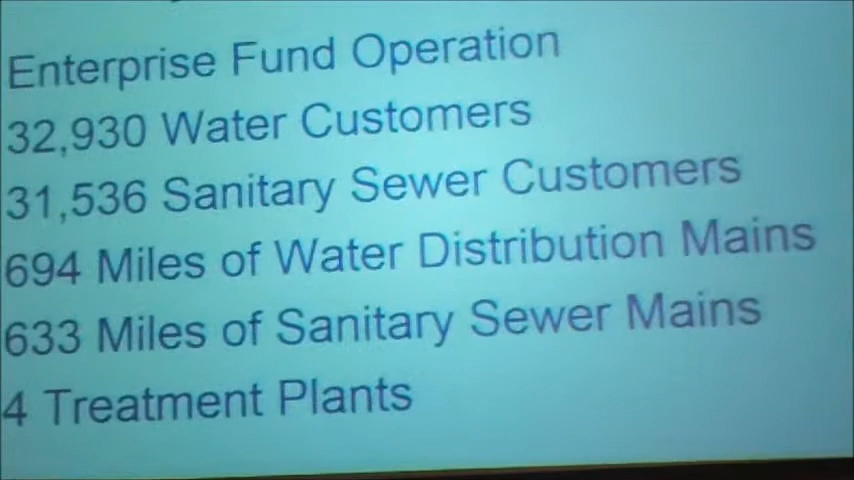 Enterprise Fund Operation
32,930 Water Customers
31,536 Sanitary Sewer Customers
694 Miles of Water Distribution Mains
633 Miles of Sanitary Sewer Mains
4 Treatment Plants